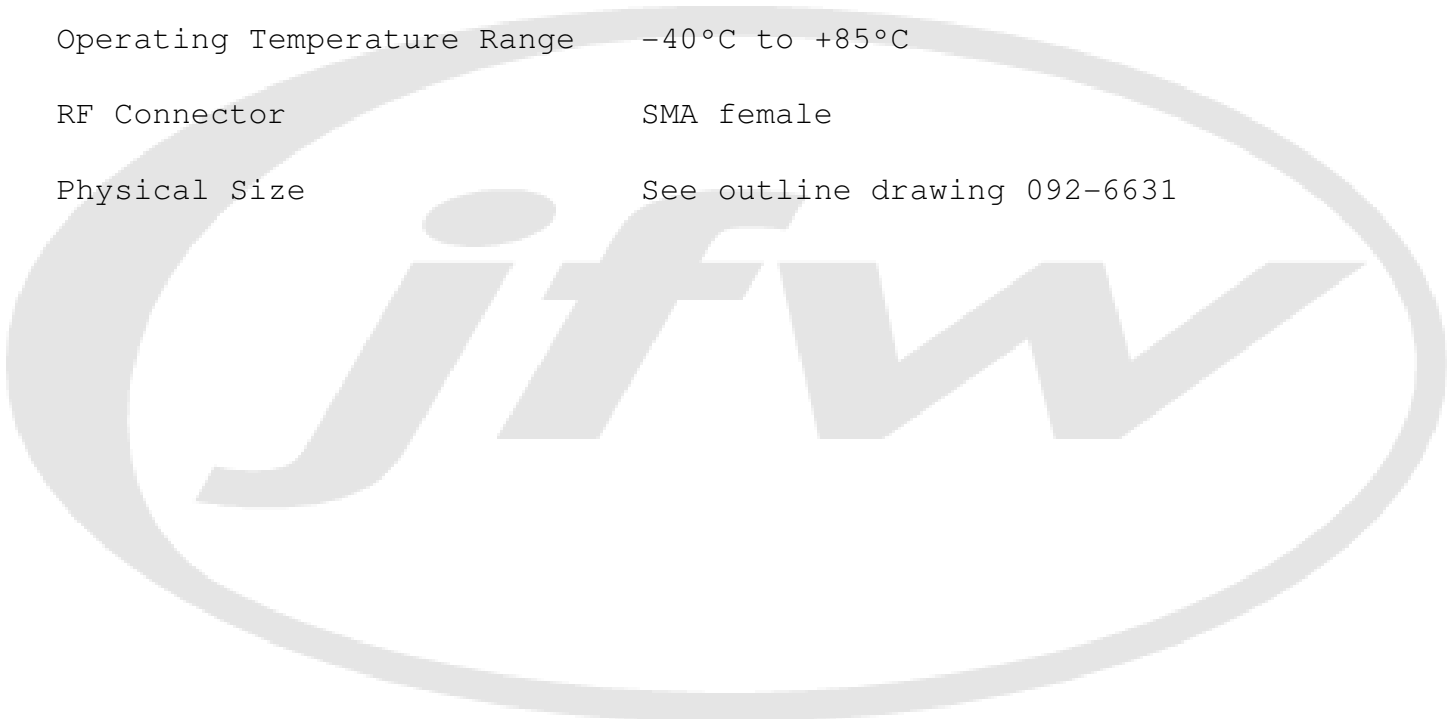 Operating Temperature Range -40°C to +85°C
RF Connector SMA female
Physical Size See outline drawing 092-6631
jfw